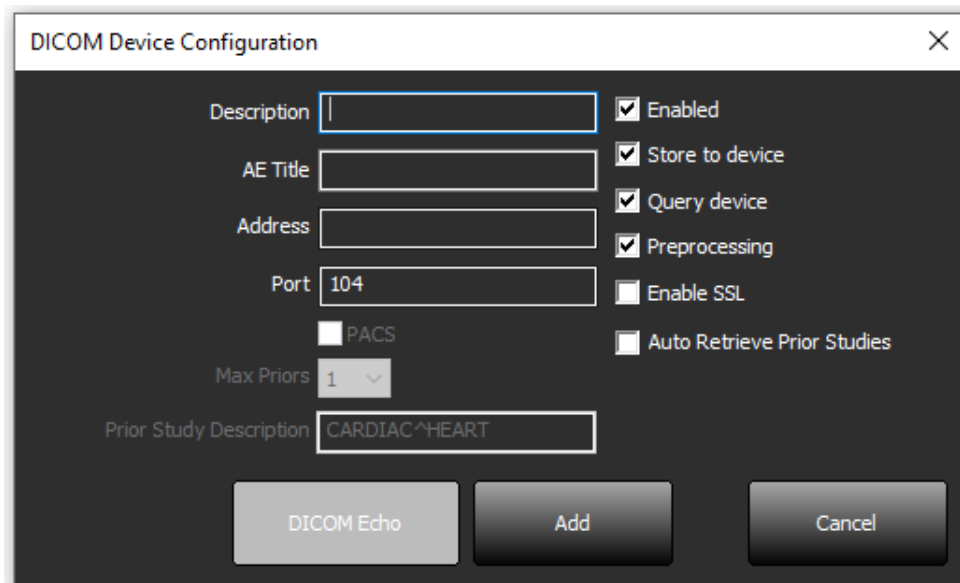 DICOM Device Configuration
Description
Enabled
AE Title
Store to device
Address
Query device
Preprocessing
Port 104
Enable SSL
PACS
Auto Retrieve Prior Studies
Max Priors 1
Prior Study Description CARDIAC^HEART
DICOM Echo Add Cancel